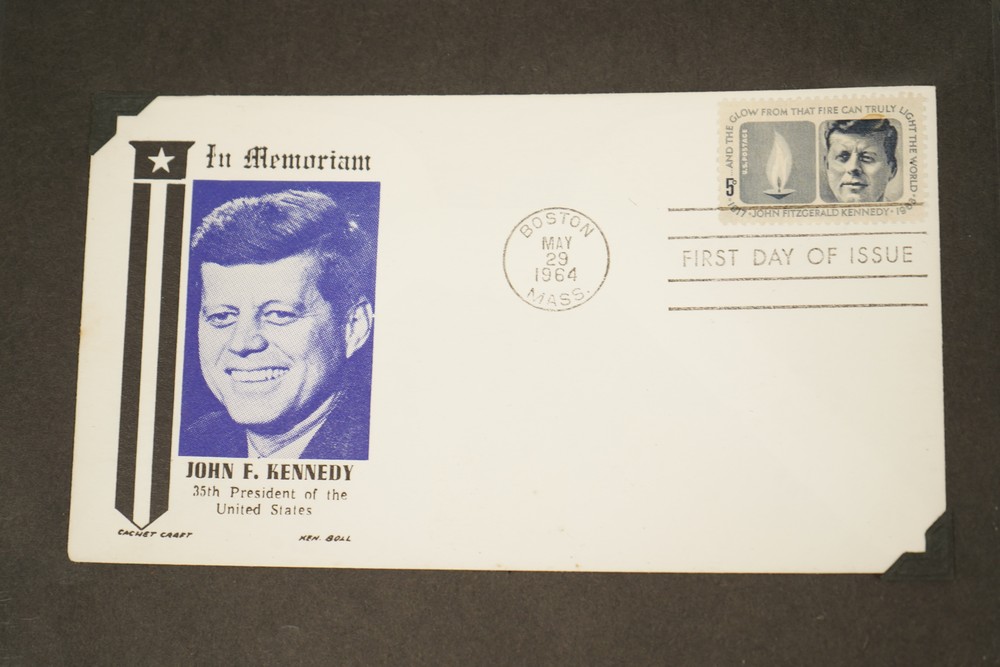 In Memoriam
JOHN F. KENNEDY
35th President of the
United States
CACHET CRAFT
KEN. BOLL
BOSTON
MAY
29
1964
MASS.
AND THE GLOW FROM THAT FIRE CAN TRULY LIGHT THE WORLD
U.S. POSTAGE
5¢
1917 · JOHN FITZGERALD KENNEDY · 1963
FIRST DAY OF ISSUE